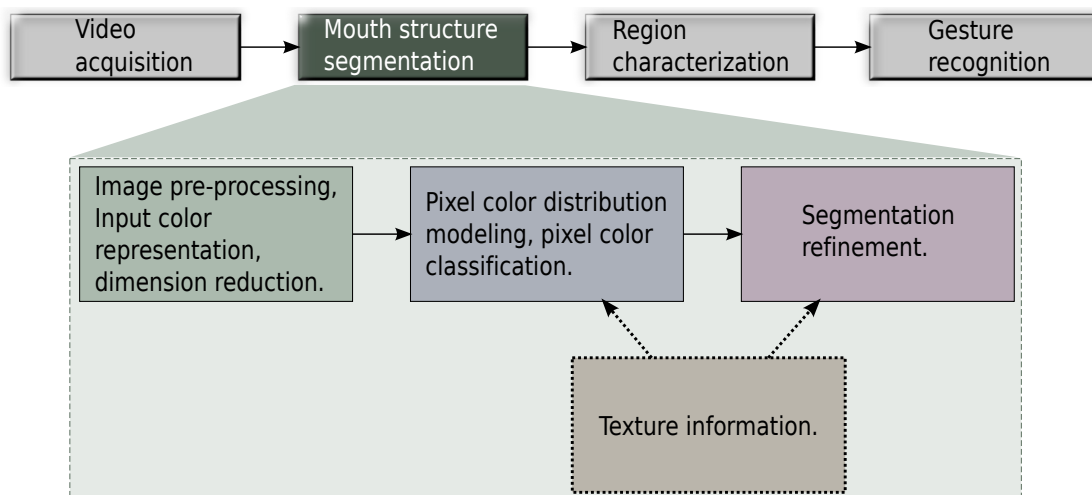 Video
acquisition
Mouth structure
segmentation
Region
characterization
Gesture
recognition
Image pre-processing,
Input color
representation,
dimension reduction.
Pixel color distribution
modeling, pixel color
classification.
Segmentation
refinement.
Texture information.